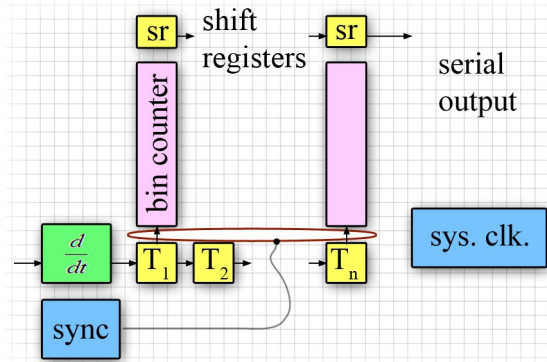 sr
shift
registers
sr
serial
output
bin counter
d
dt
T1
T2
Tn
sys. clk.
sync